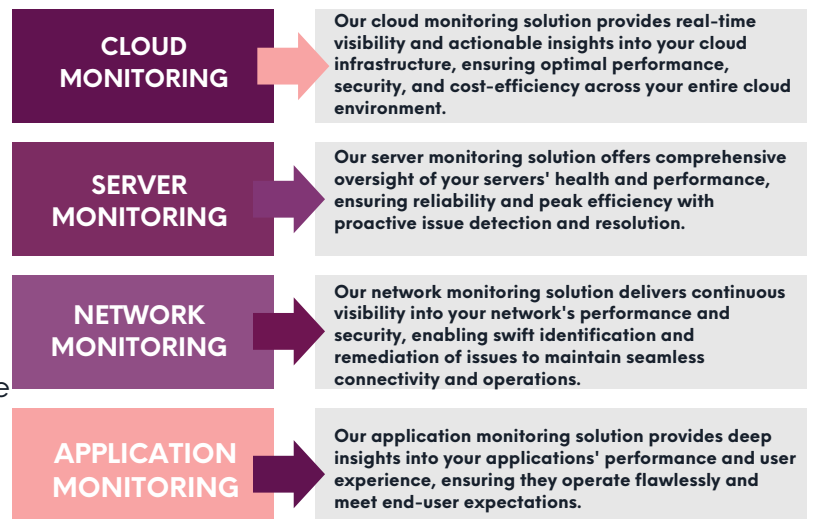 CLOUD
MONITORING
Our cloud monitoring solution provides real-time
visibility and actionable insights into your cloud
infrastructure, ensuring optimal performance,
security, and cost-efficiency across your entire cloud
environment.
SERVER
MONITORING
Our server monitoring solution offers comprehensive
oversight of your servers' health and performance,
ensuring reliability and peak efficiency with
proactive issue detection and resolution.
NETWORK
MONITORING
Our network monitoring solution delivers continuous
visibility into your network's performance and
security, enabling swift identification and
remediation of issues to maintain seamless
connectivity and operations.
e
APPLICATION
MONITORING
Our application monitoring solution provides deep
insights into your applications' performance and user
experience, ensuring they operate flawlessly and
meet end-user expectations.